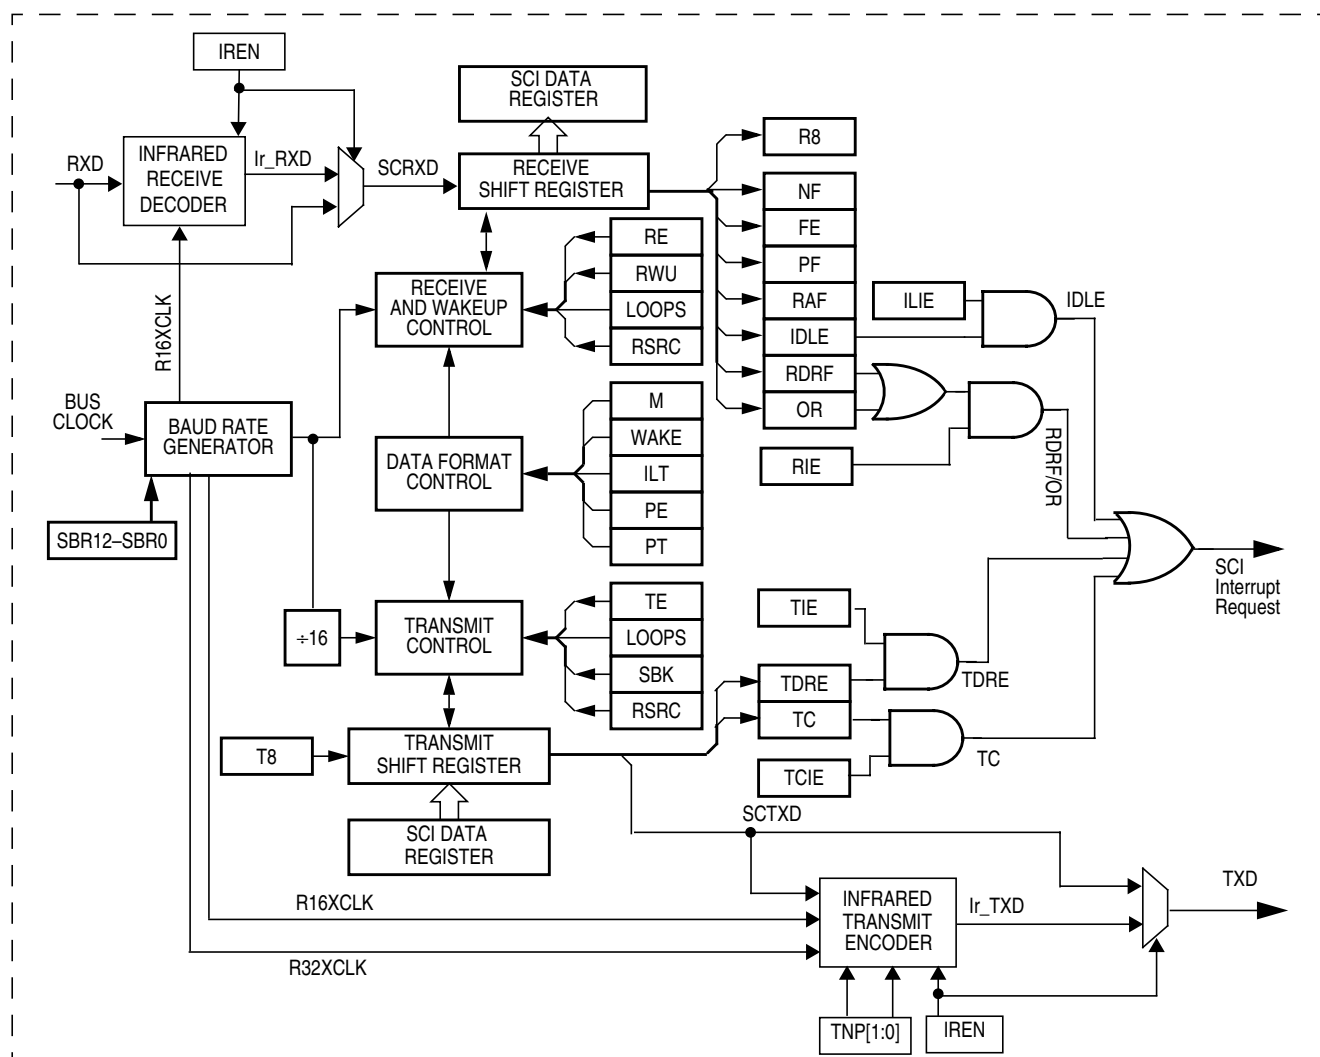 IREN
SCI DATA
REGISTER
RXD
INFRARED
RECEIVE
DECODER
Ir_RXD
SCRXD
RECEIVE
SHIFT REGISTER
R8
NF
FE
PF
RAF
IDLE
RDRF
OR
RE
RWU
LOOPS
RSRC
RECEIVE
AND WAKEUP
CONTROL
R16XCLK
ILIE
IDLE
RIE
RDRF/OR
BUS
CLOCK
BAUD RATE
GENERATOR
SBR12–SBR0
DATA FORMAT
CONTROL
M
WAKE
ILT
PE
PT
SCI
Interrupt
Request
÷16
TRANSMIT
CONTROL
TE
LOOPS
SBK
RSRC
TIE
TDRE
TDRE
TC
TC
TCIE
T8
TRANSMIT
SHIFT REGISTER
SCI DATA
REGISTER
SCTXD
R16XCLK
R32XCLK
INFRARED
TRANSMIT
ENCODER
Ir_TXD
TXD
TNP[1:0]
IREN